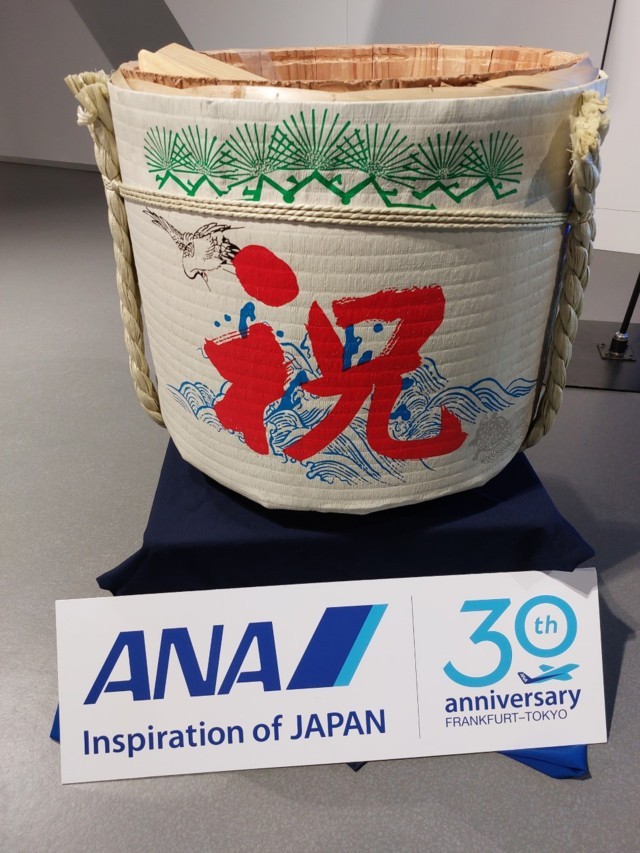 祝
ANA
Inspiration of JAPAN
30th
anniversary
FRANKFURT–TOKYO